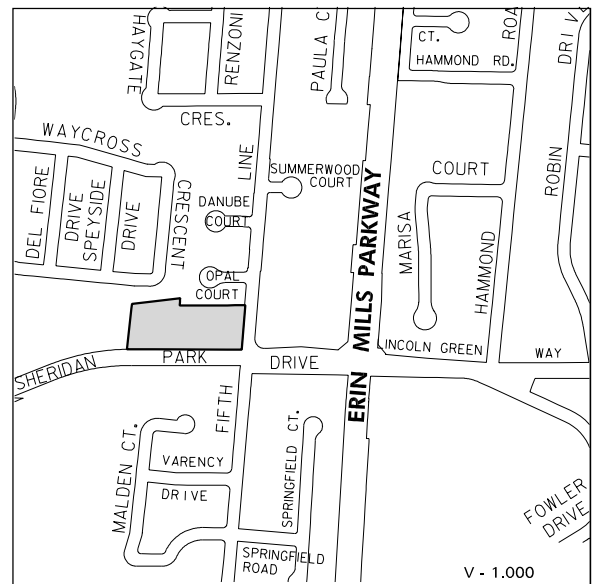 HAYGATE
CRES.
RENZONI
PAULA C
CT.
HAMMOND RD.
ROA
DRIVE
WAYCROSS
CRESCENT
LINE
SUMMERWOOD
COURT
DANUBE
COURT
OPAL
COURT
DEL FIORE
DRIVE
SPEYSIDE
DRIVE
COURT
MARISA
HAMMOND
ROBIN
ERIN MILLS PARKWAY
INCOLN GREEN
WAY
SHERIDAN
PARK
DRIVE
FIFTH
MALDEN CT.
VARENCY
DRIVE
SPRINGFIELD CT.
SPRINGFIELD
ROAD
FOWLER
DRIVE
V - 1.000